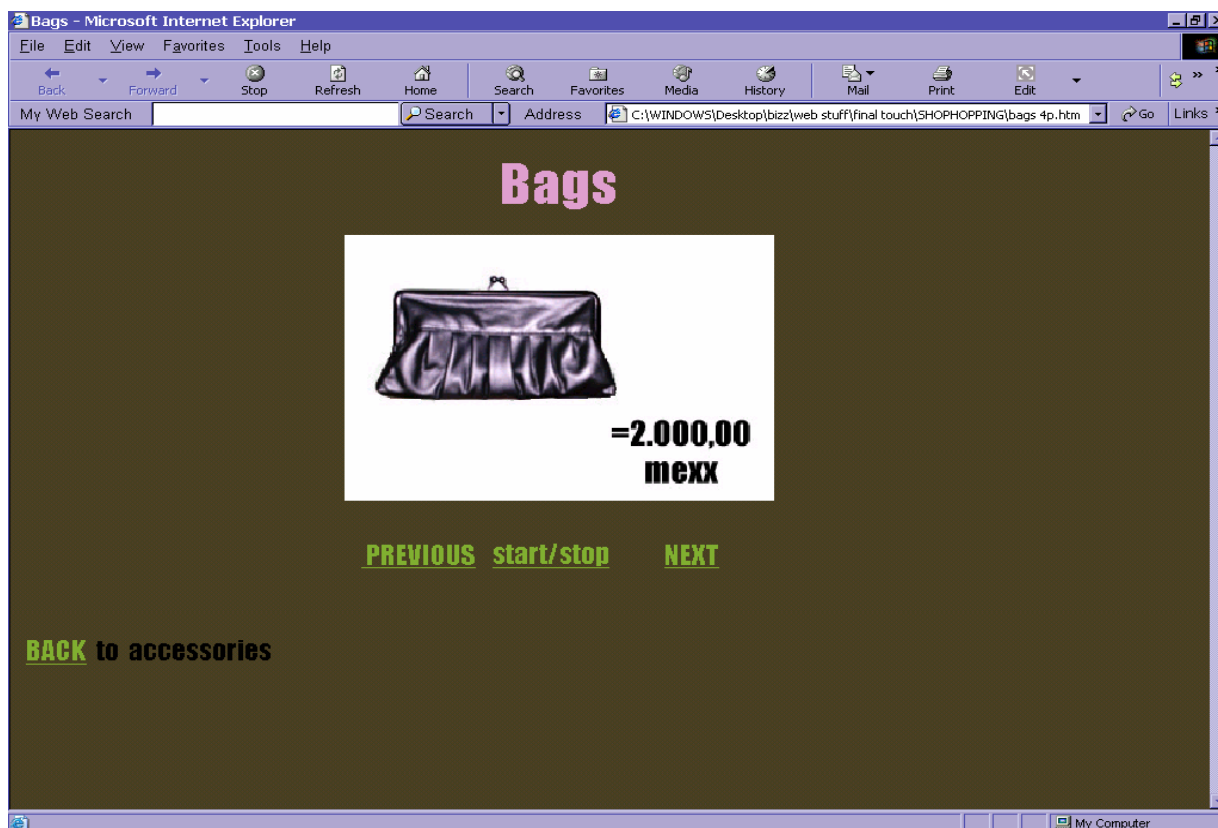 Bags - Microsoft Internet Explorer
File Edit View Favorites Tools Help
Back Forward Stop Refresh Home Search Favorites Media History Mail Print Edit »
My Web Search Search Address C:\WINDOWS\Desktop\bizz\web stuff\final touch\SHOPHOPPING\bags 4p.htm Go Links
Bags
=2.000,00
mexx
PREVIOUS start/stop NEXT
BACK to accessories
My Computer